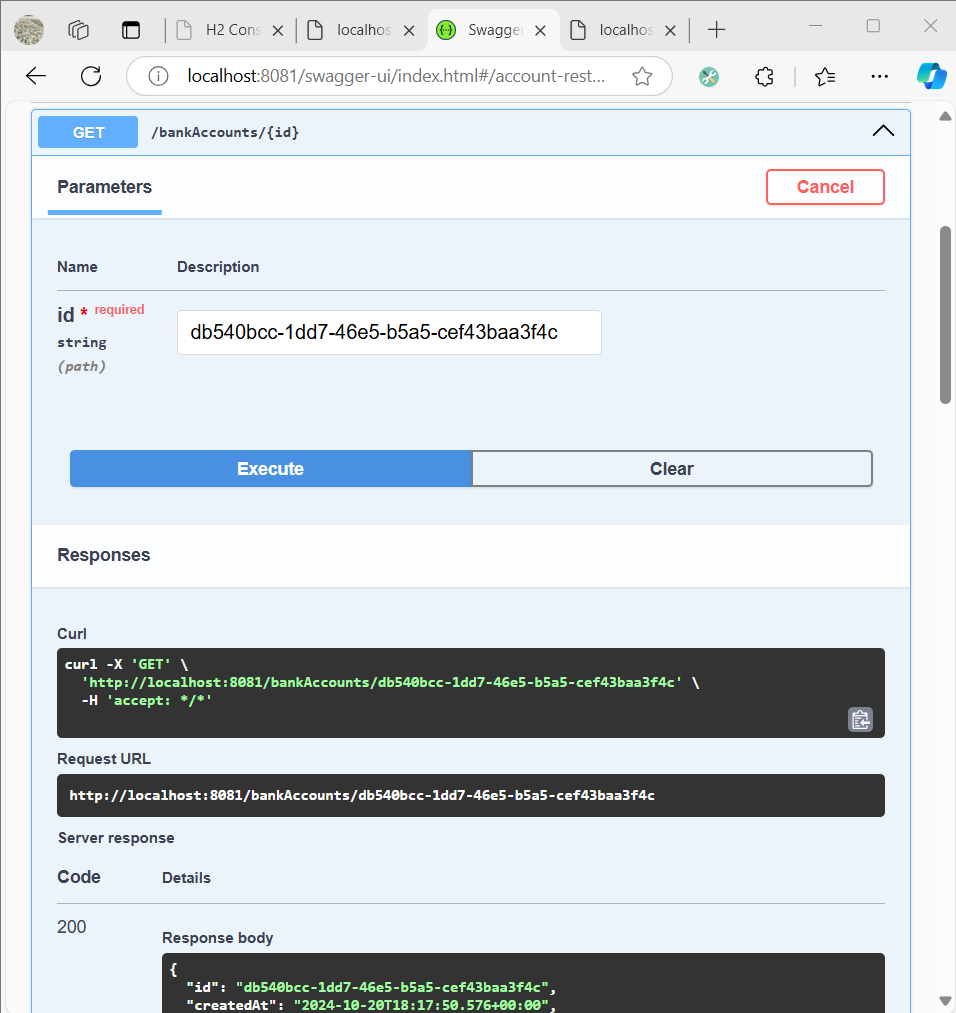 H2 Cons
localhos
Swagger
localhos
localhost:8081/swagger-ui/index.html#/account-rest...
GET /bankAccounts/{id}
Parameters
Cancel
Name Description
id * required
string
(path)
db540bcc-1dd7-46e5-b5a5-cef43baa3f4c
Execute
Clear
Responses
Curl
curl -X 'GET' \
'http://localhost:8081/bankAccounts/db540bcc-1dd7-46e5-b5a5-cef43baa3f4c' \
-H 'accept: */*'
Request URL
http://localhost:8081/bankAccounts/db540bcc-1dd7-46e5-b5a5-cef43baa3f4c
Server response
Code Details
200
Response body
{
"id": "db540bcc-1dd7-46e5-b5a5-cef43baa3f4c",
"createdAt": "2024-10-20T18:17:50.576+00:00",